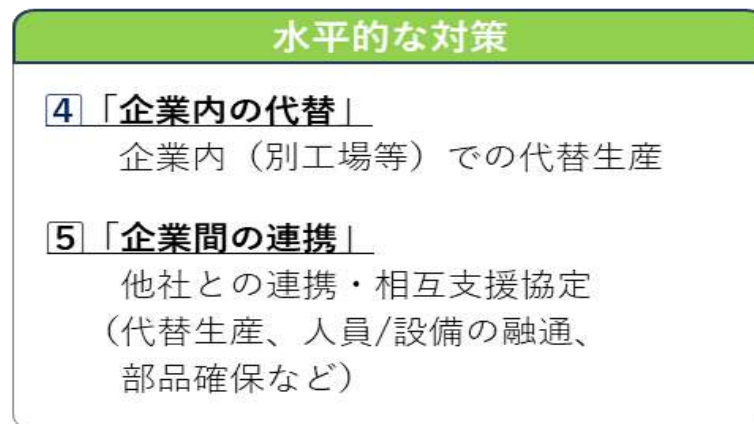 水平的な対策
4 「企業内の代替」
企業内（別工場等）での代替生産
5 「企業間の連携」
他社との連携・相互支援協定
（代替生産、人員/設備の融通、
部品確保など）